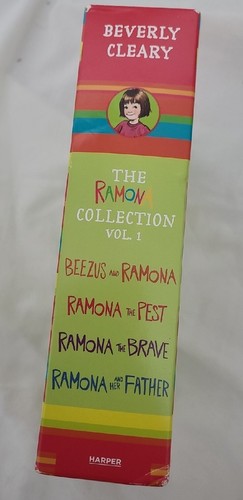 BEVERLY
CLEARY
THE
RAMONA
COLLECTION
VOL. 1
BEEZUS AND RAMONA
RAMONA THE PEST
RAMONA THE BRAVE
RAMONA AND HER FATHER
HARPER